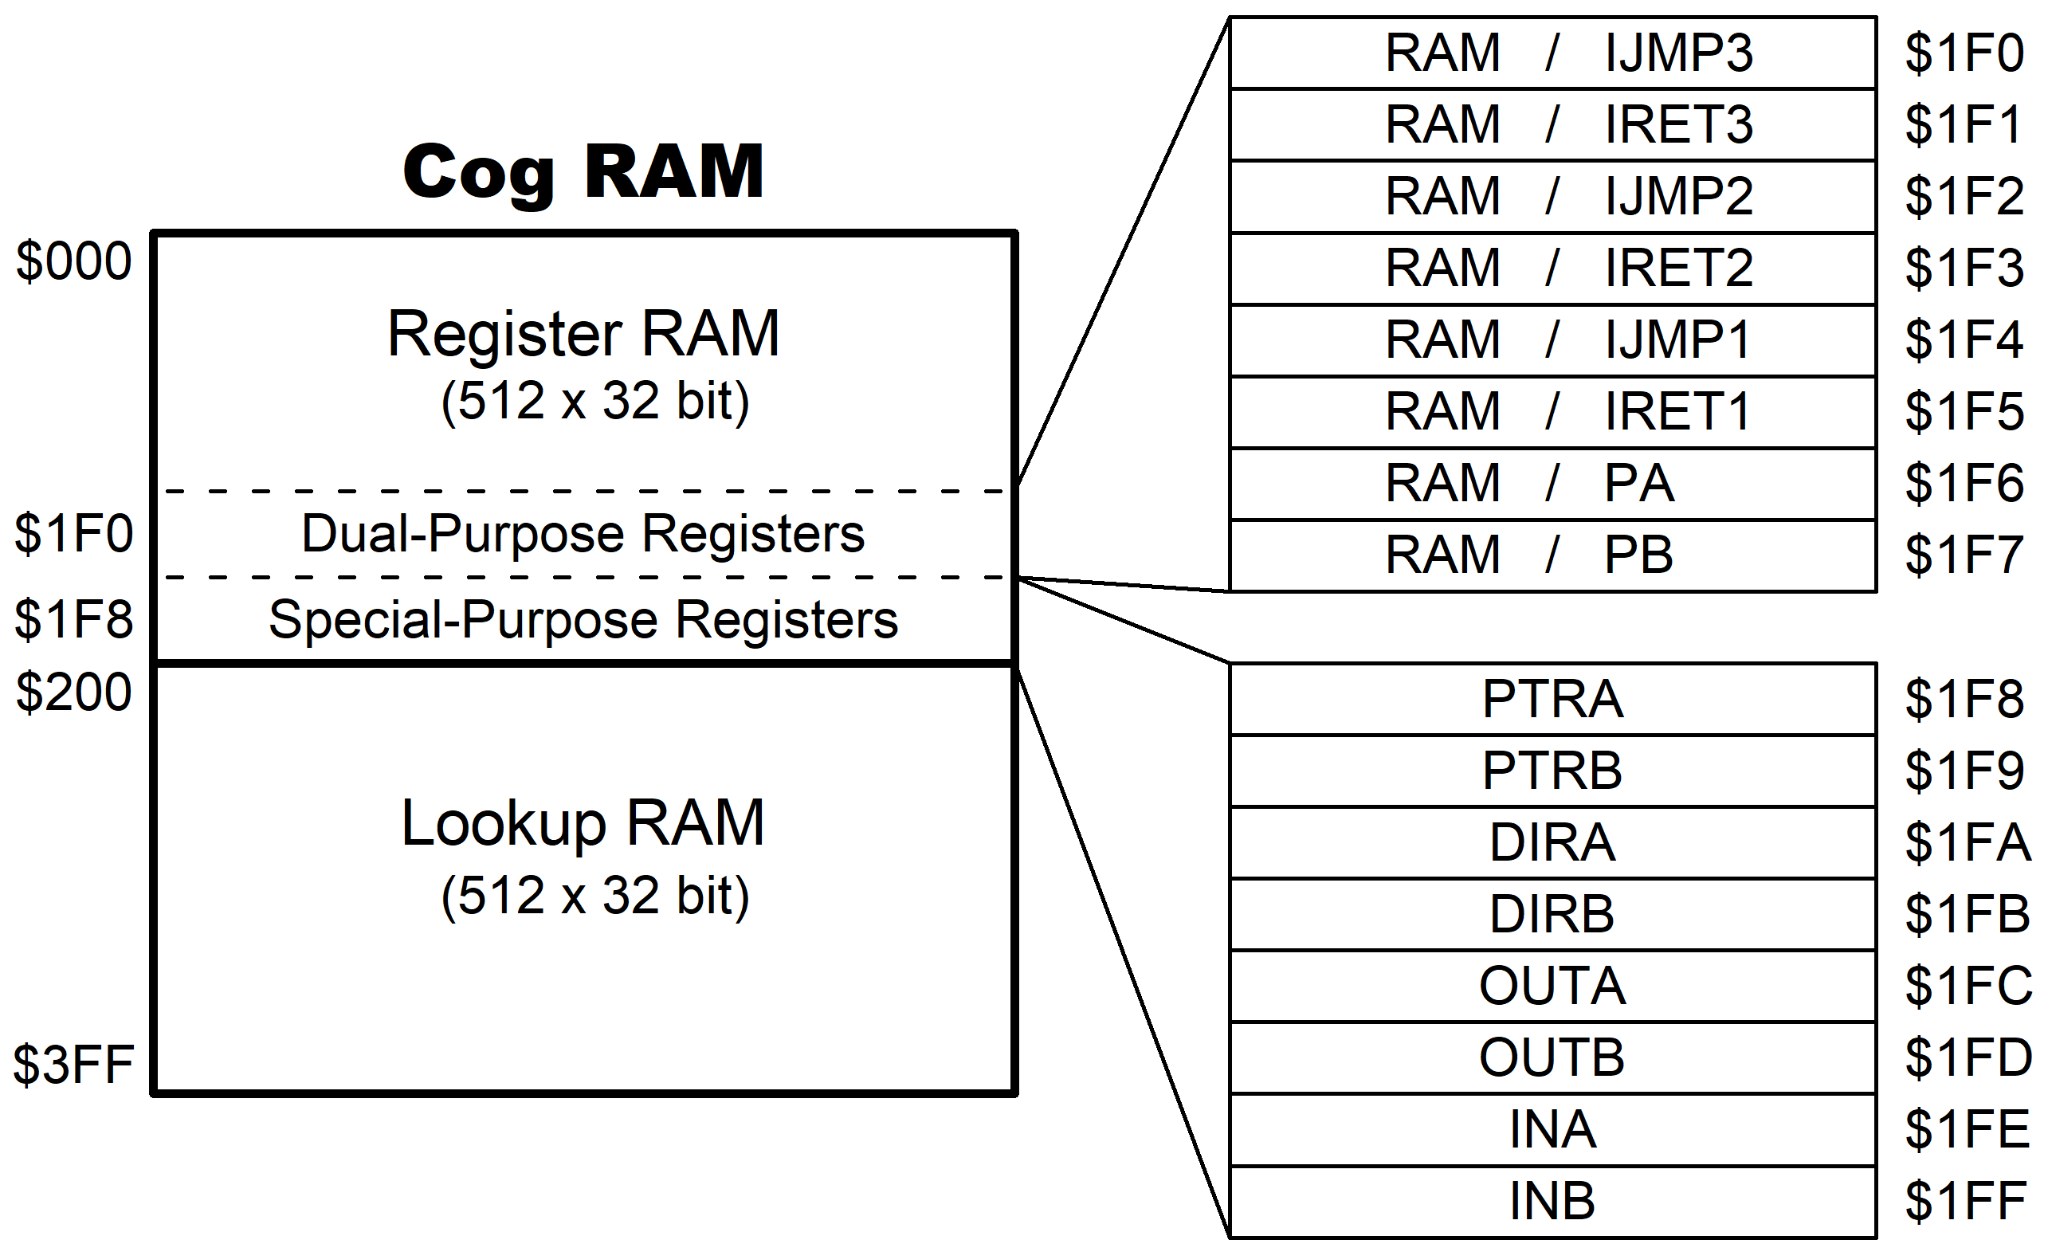 Cog RAM
$000
Register RAM
(512 x 32 bit)
$1F0 Dual-Purpose Registers
$1F8 Special-Purpose Registers
$200
Lookup RAM
(512 x 32 bit)
$3FF
RAM / IJMP3 $1F0
RAM / IRET3 $1F1
RAM / IJMP2 $1F2
RAM / IRET2 $1F3
RAM / IJMP1 $1F4
RAM / IRET1 $1F5
RAM / PA $1F6
RAM / PB $1F7
PTRA $1F8
PTRB $1F9
DIRA $1FA
DIRB $1FB
OUTA $1FC
OUTB $1FD
INA $1FE
INB $1FF